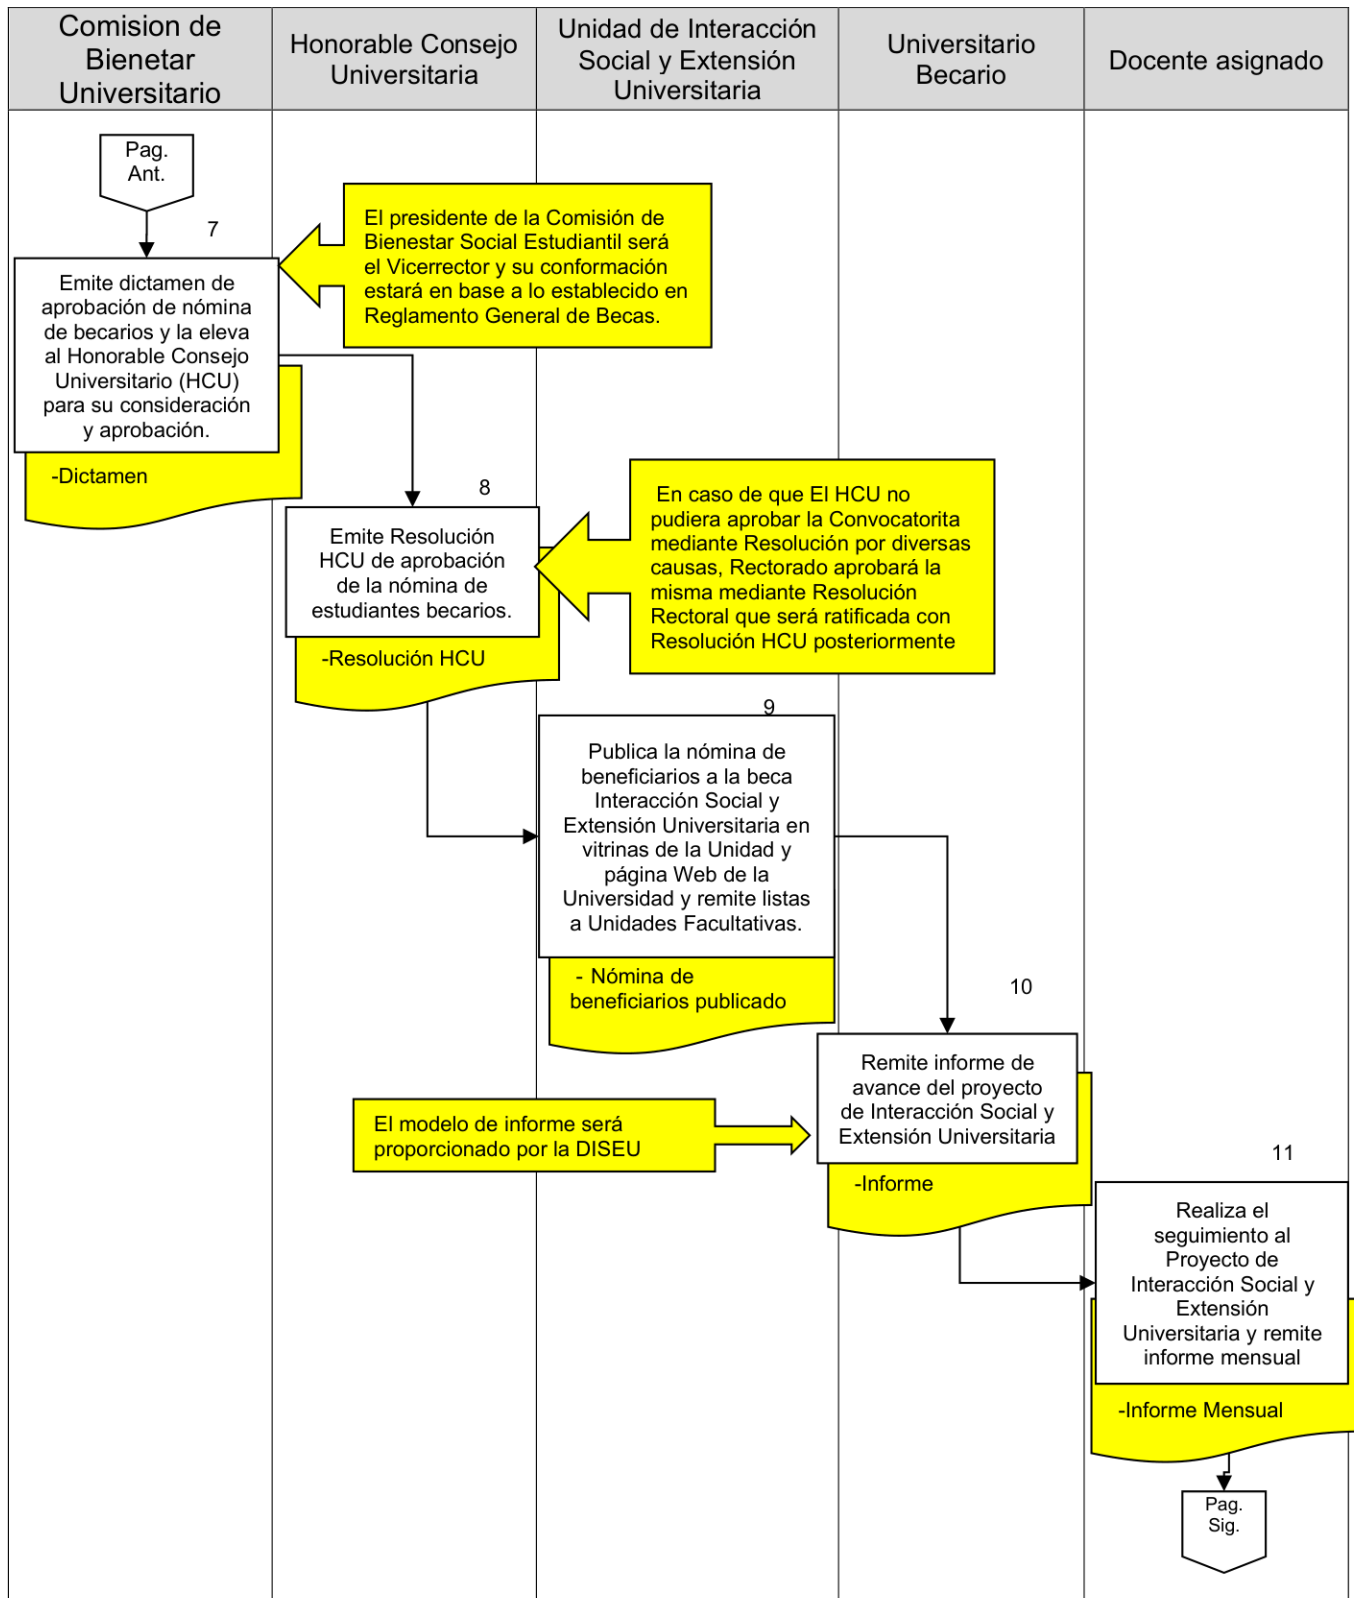 Comision de
Bienetar
Universitario
Honorable Consejo
Universitaria
Unidad de Interacción
Social y Extensión
Universitaria
Universitario
Becario
Docente asignado
Pag.
Ant.
7
El presidente de la Comisión de
Bienestar Social Estudiantil será
el Vicerrector y su conformación
estará en base a lo establecido en
Reglamento General de Becas.
Emite dictamen de
aprobación de nómina
de becarios y la eleva
al Honorable Consejo
Universitario (HCU)
para su consideración
y aprobación.
-Dictamen
8
Emite Resolución
HCU de aprobación
de la nómina de
estudiantes becarios.
-Resolución HCU
En caso de que El HCU no
pudiera aprobar la Convocatorita
mediante Resolución por diversas
causas, Rectorado aprobará la
misma mediante Resolución
Rectoral que será ratificada con
Resolución HCU posteriormente
9
Publica la nómina de
beneficiarios a la beca
Interacción Social y
Extensión Universitaria en
vitrinas de la Unidad y
página Web de la
Universidad y remite listas
a Unidades Facultativas.
- Nómina de
beneficiarios publicado
10
Remite informe de
avance del proyecto
de Interacción Social y
Extensión Universitaria
-Informe
El modelo de informe será
proporcionado por la DISEU
11
Realiza el
seguimiento al
Proyecto de
Interacción Social y
Extensión
Universitaria y remite
informe mensual
-Informe Mensual
Pag.
Sig.